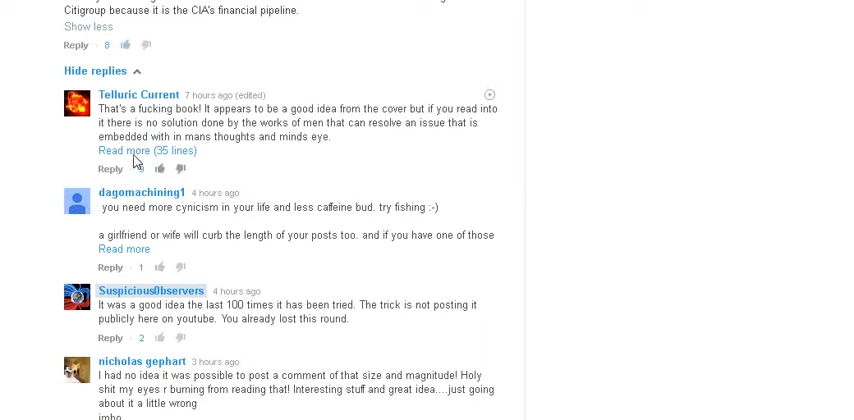 Citigroup because it is the CIA's financial pipeline.
Show less
Reply · 8
Hide replies
Telluric Current 7 hours ago (edited)
That's a fucking book! It appears to be a good idea from the cover but if you read into
it there is no solution done by the works of men that can resolve an issue that is
embedded with in mans thoughts and minds eye.
Read more (35 lines)
Reply ·
dagomachining1 4 hours ago
you need more cynicism in your life and less caffeine bud. try fishing :-)
a girlfriend or wife will curb the length of your posts too. and if you have one of those
Read more
Reply · 1
Suspicious0bservers 4 hours ago
It was a good idea the last 100 times it has been tried. The trick is not posting it
publicly here on youtube. You already lost this round.
Reply · 2
nicholas gephart 3 hours ago
I had no idea it was possible to post a comment of that size and magnitude! Holy
shit my eyes r burning from reading that! Interesting stuff and great idea....just going
about it a little wrong
imho